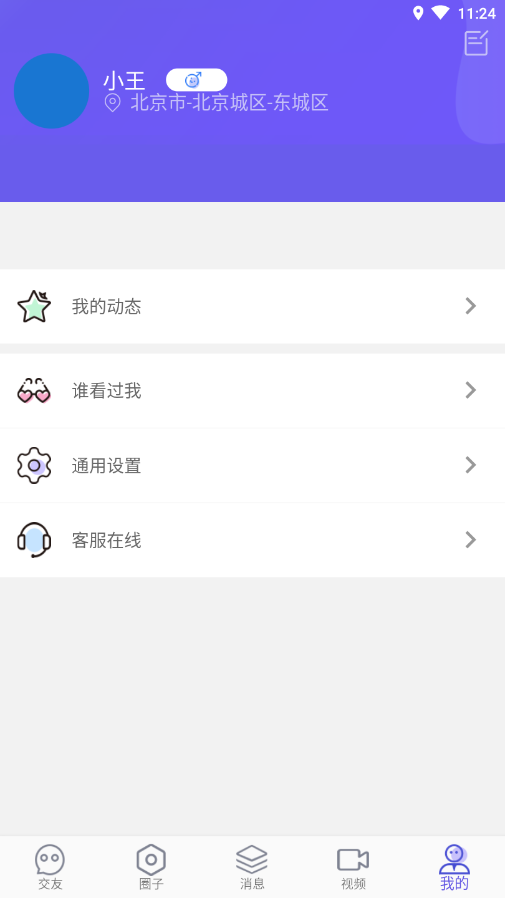 11:24
小王
北京市-北京城区-东城区
我的动态
谁看过我
通用设置
客服在线
交友
圈子
消息
视频
我的